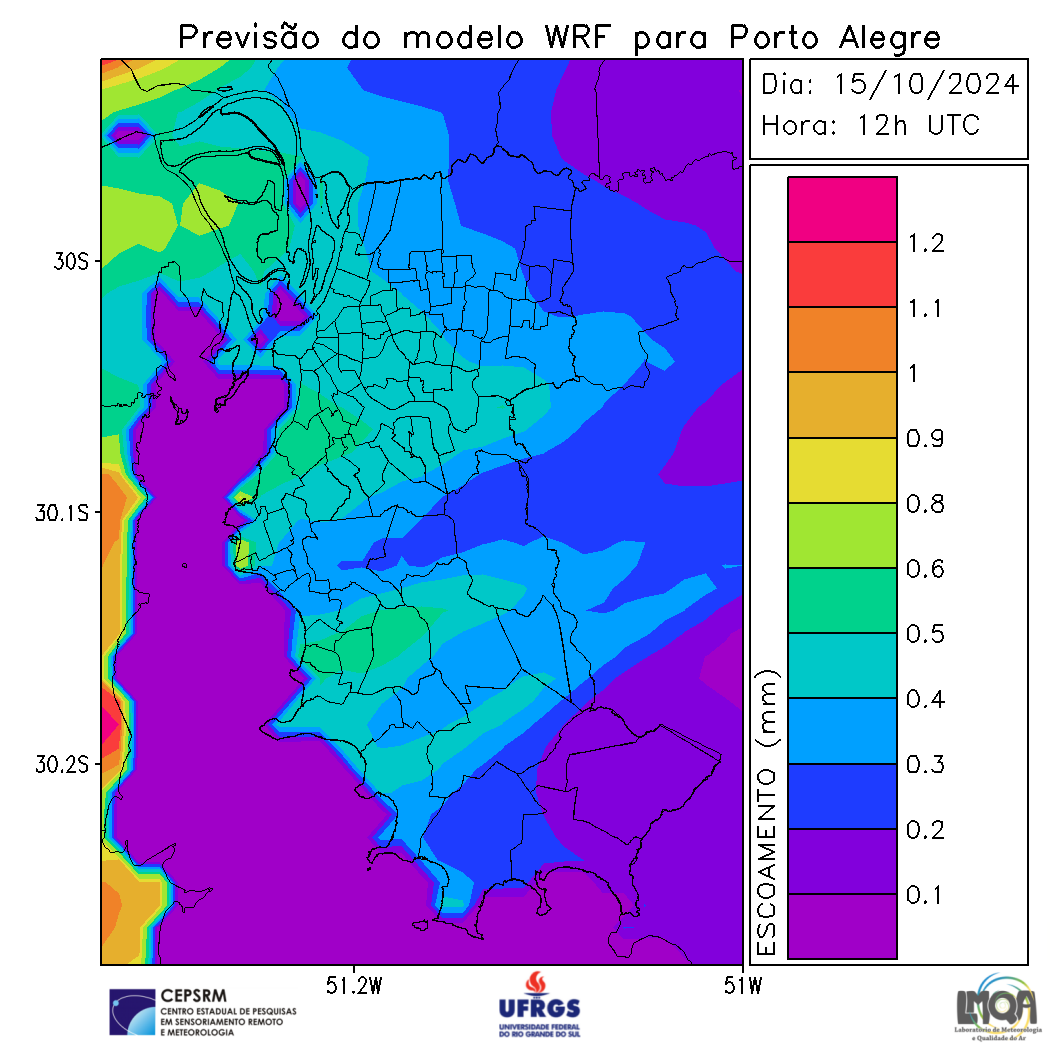 Previsão do modelo WRF para Porto Alegre
Dia: 15/10/2024
Hora: 12h UTC
30S
30.1S
30.2S
51.2W
51W
ESCOAMENTO (mm)
1.2
1.1
1
0.9
0.8
0.6
0.5
0.4
0.3
0.2
0.1
CEPSRM
CENTRO ESTADUAL DE PESQUISAS
EM SENSORIAMENTO REMOTO
E METEOROLOGIA
UFRGS
UNIVERSIDADE FEDERAL
DO RIO GRANDE DO SUL
LMQA
Laboratório de Meteorologia
e Qualidade do Ar